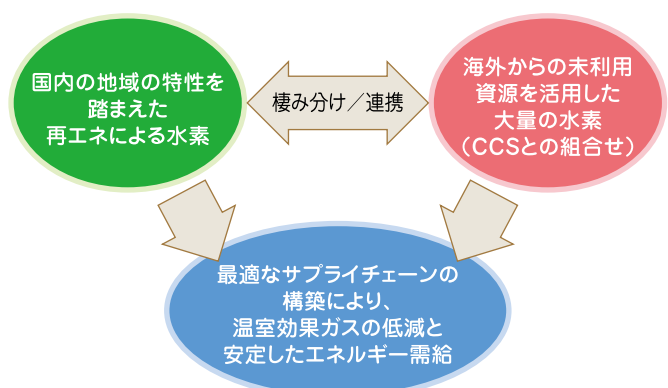 国内の地域の特性を
踏まえた
再エネによる水素
棲み分け／連携
海外からの未利用
資源を活用した
大量の水素
（CCSとの組合せ）
最適なサプライチェーンの
構築により、
温室効果ガスの低減と
安定したエネルギー需給